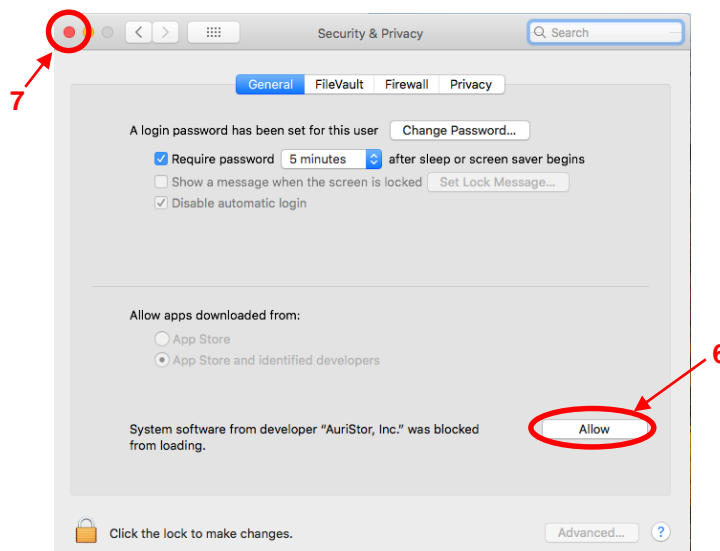 Security & Privacy
Search
7
General FileVault Firewall Privacy
A login password has been set for this user Change Password...
Require password 5 minutes after sleep or screen saver begins
Show a message when the screen is locked Set Lock Message...
Disable automatic login
Allow apps downloaded from:
App Store
App Store and identified developers
6
System software from developer “AuriStor, Inc.” was blocked
from loading.
Allow
Click the lock to make changes.
Advanced... ?